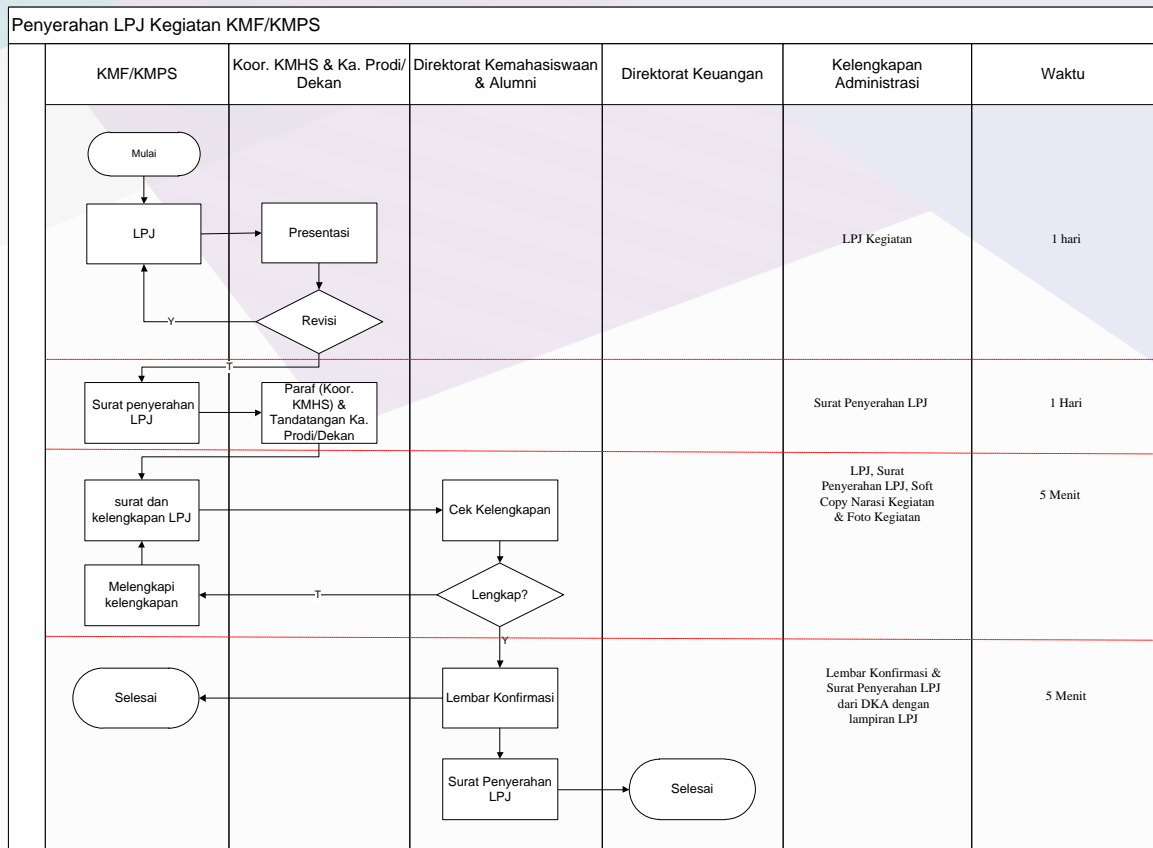 Penyerahan LPJ Kegiatan KMF/KMPS
KMF/KMPS
Koor. KMHS & Ka. Prodi/
Dekan
Direktorat Kemahasiswaan
& Alumni
Direktorat Keuangan
Kelengkapan
Administrasi
Waktu
Mulai
LPJ
Presentasi
LPJ Kegiatan
1 hari
Revisi
Y
T
Surat penyerahan
LPJ
Paraf (Koor.
KMHS) &
Tandatangan Ka.
Prodi/Dekan
Surat Penyerahan LPJ
1 Hari
surat dan
kelengkapan LPJ
Cek Kelengkapan
LPJ, Surat
Penyerahan LPJ, Soft
Copy Narasi Kegiatan
& Foto Kegiatan
5 Menit
Melengkapi
kelengkapan
T
Lengkap?
Y
Selesai
Lembar Konfirmasi
Lembar Konfirmasi &
Surat Penyerahan LPJ
dari DKA dengan
lampiran LPJ
5 Menit
Surat Penyerahan
LPJ
Selesai